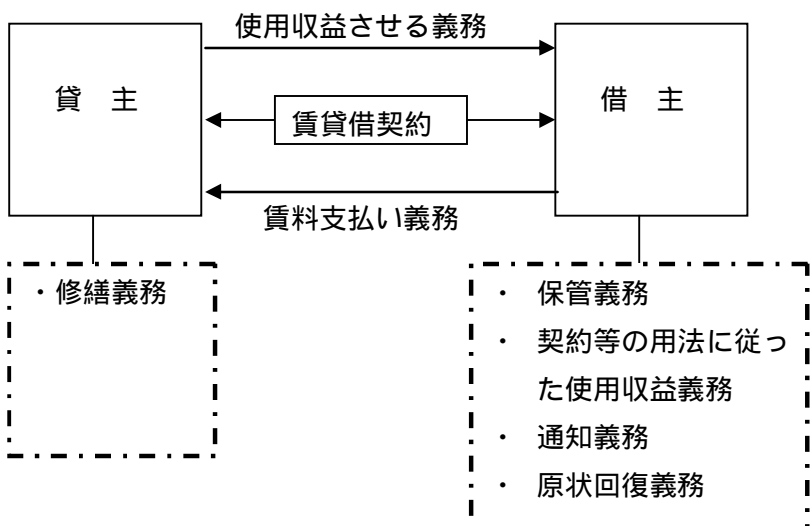 使用収益させる義務
貸 主
借 主
賃貸借契約
賃料支払い義務
・修繕義務
・ 保管義務
・ 契約等の用法に従っ
た使用収益義務
・ 通知義務
・ 原状回復義務